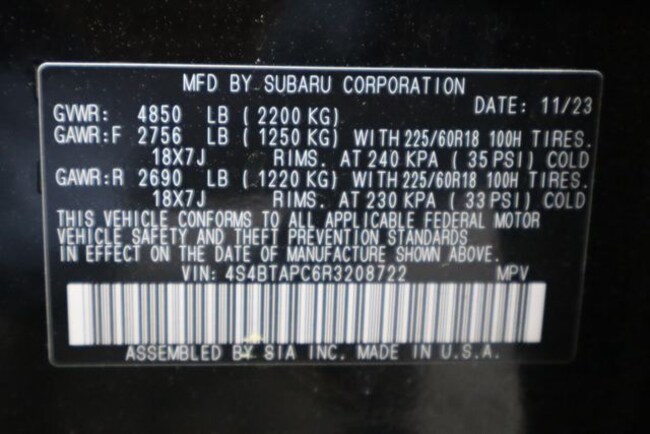 MFD BY SUBARU CORPORATION
DATE: 11/23
GVWR: 4850 LB (2200 KG)
GAWR:F 2756 LB (1250 KG) WITH 225/60R18 100H TIRES.
18X7J RIMS. AT 240 KPA (35 PSI) COLD
GAWR:R 2690 LB (1220 KG) WITH 225/60R18 100H TIRES.
18X7J RIMS. AT 230 KPA (33 PSI) COLD
THIS VEHICLE CONFORMS TO ALL APPLICABLE FEDERAL MOTOR
VEHICLE SAFETY AND THEFT PREVENTION STANDARDS
IN EFFECT ON THE DATE OF MANUFACTURE SHOWN ABOVE.
VIN: 4S4BTAPC6R3208722 MPV
ASSEMBLED BY SIA INC. MADE IN U.S.A.